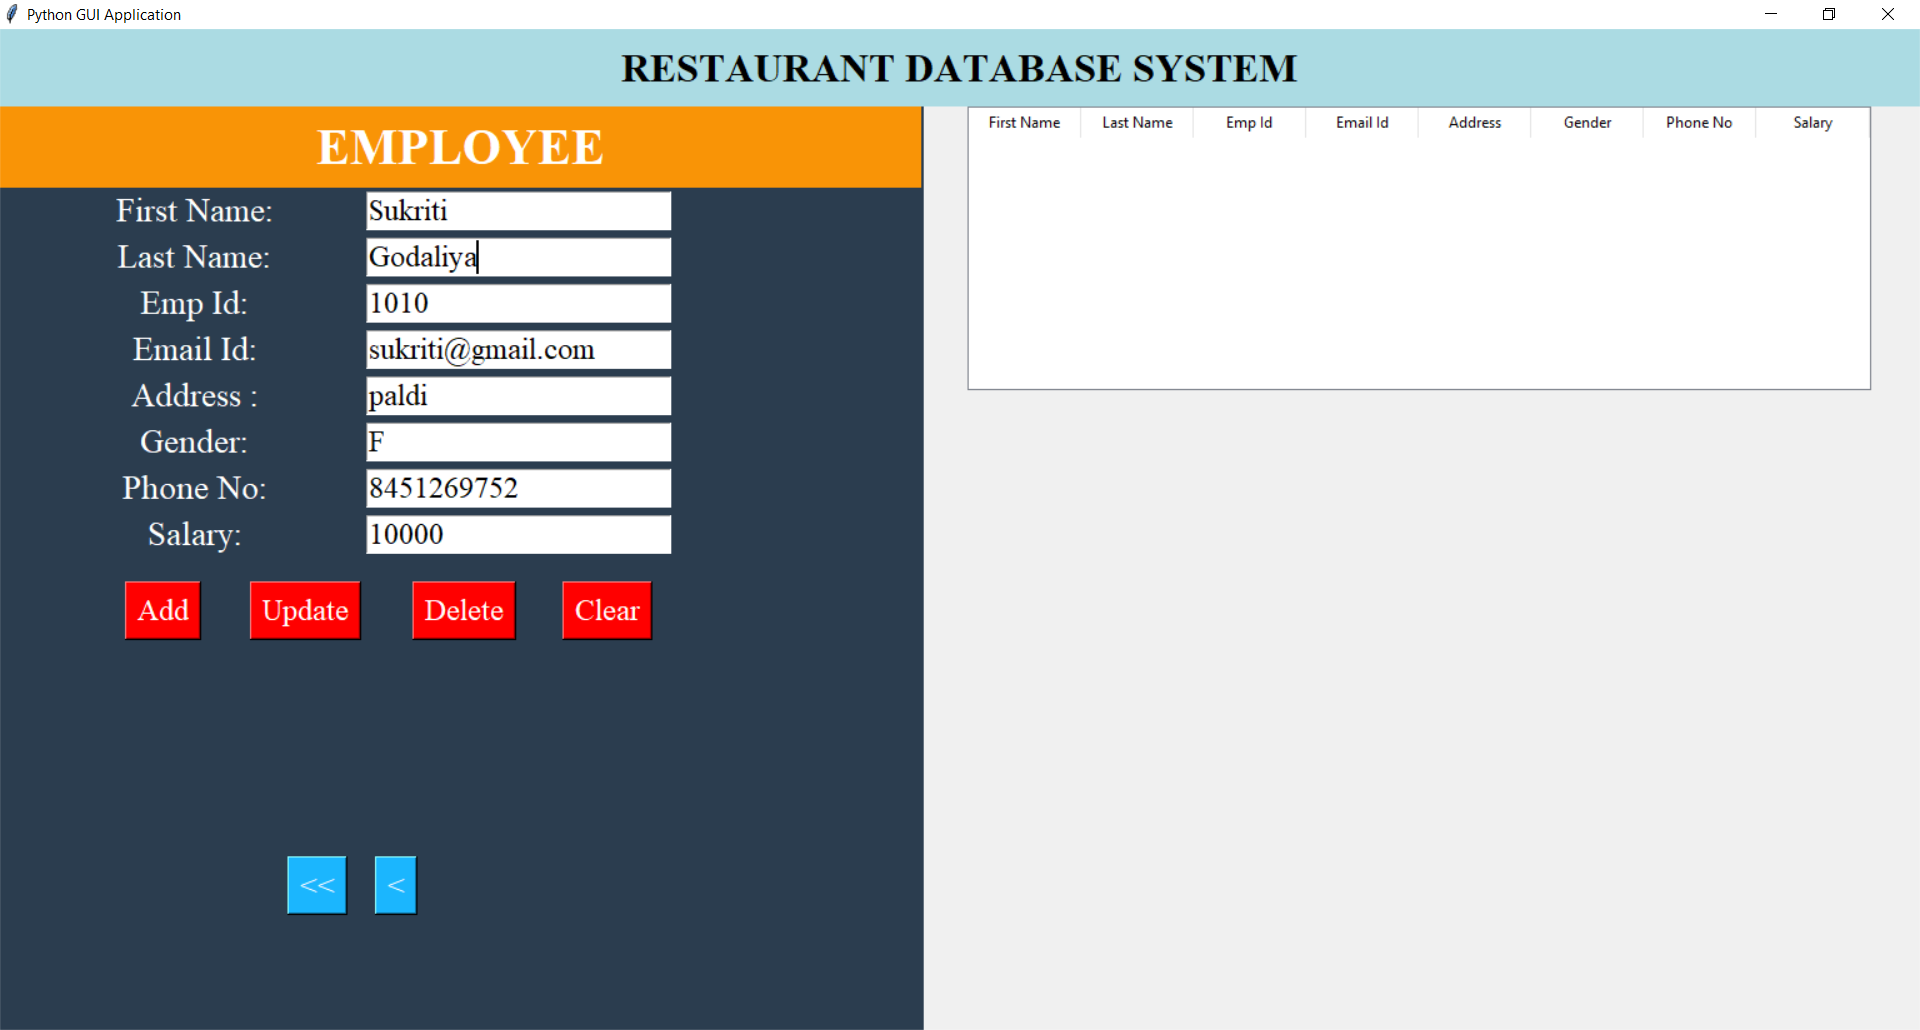 Python GUI Application
RESTAURANT DATABASE SYSTEM
EMPLOYEE
First Name: Sukriti
Last Name: Godaliya
Emp Id: 1010
Email Id: sukriti@gmail.com
Address : paldi
Gender: F
Phone No: 8451269752
Salary: 10000
Add Update Delete Clear
<< <
First Name Last Name Emp Id Email Id Address Gender Phone No Salary